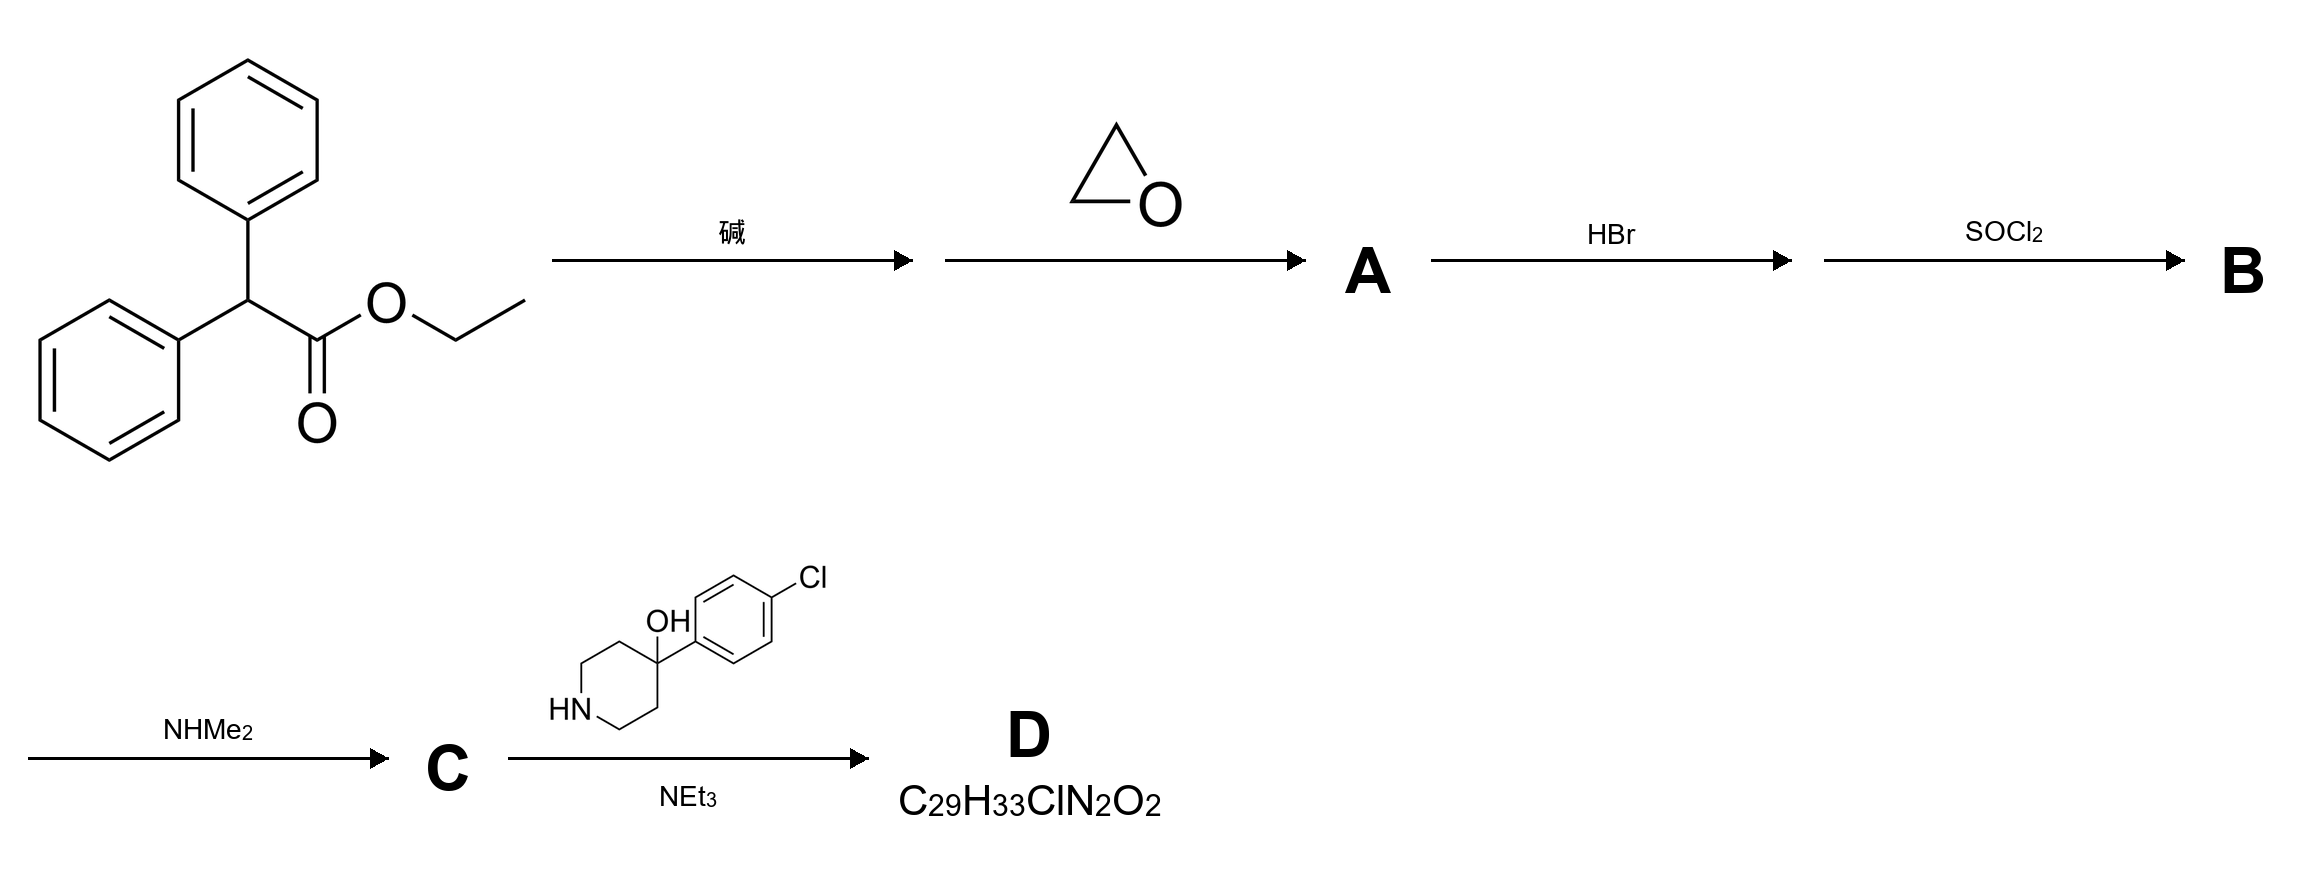 碱
O
A
HBr
SOCl2
B
O
O
NHMe2
C
HN
OH
Cl
NEt3
D
C29H33ClN2O2